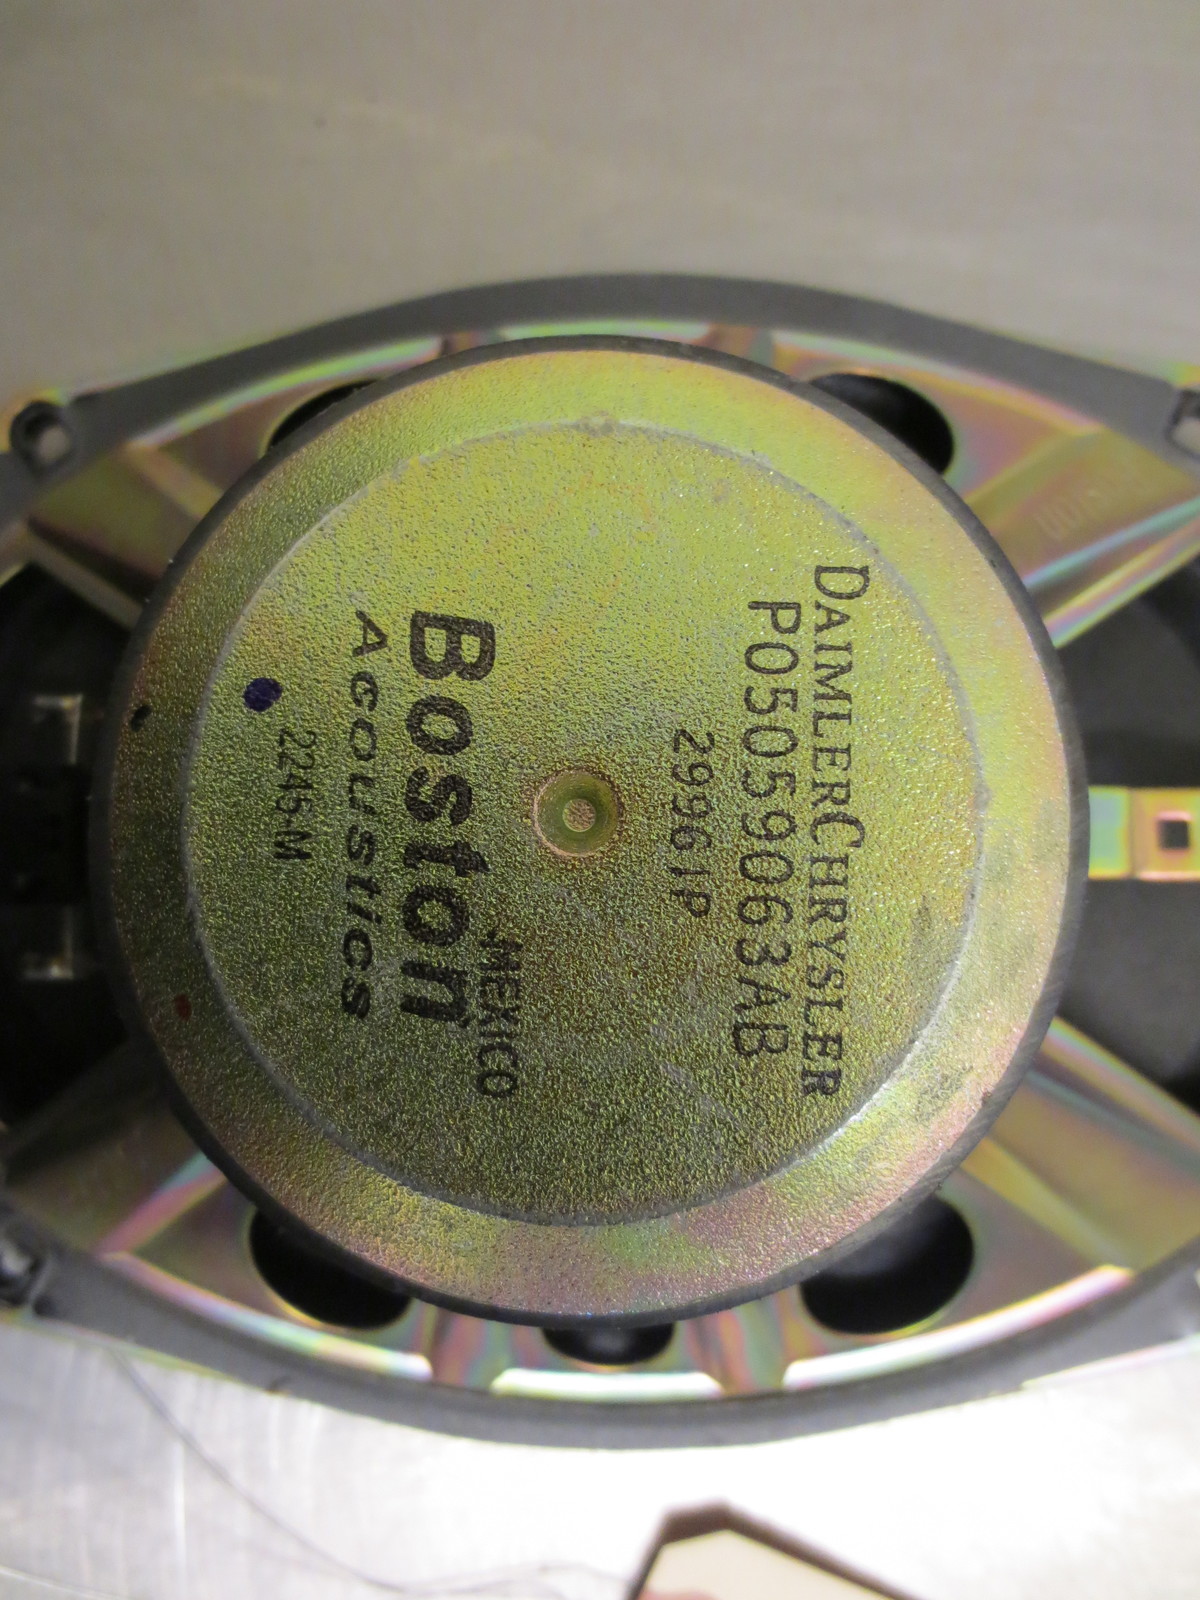 DAIMLERCHRYSLER
P05059063AB
29961P
MEXICO
Boston
Acoustics
2245-M